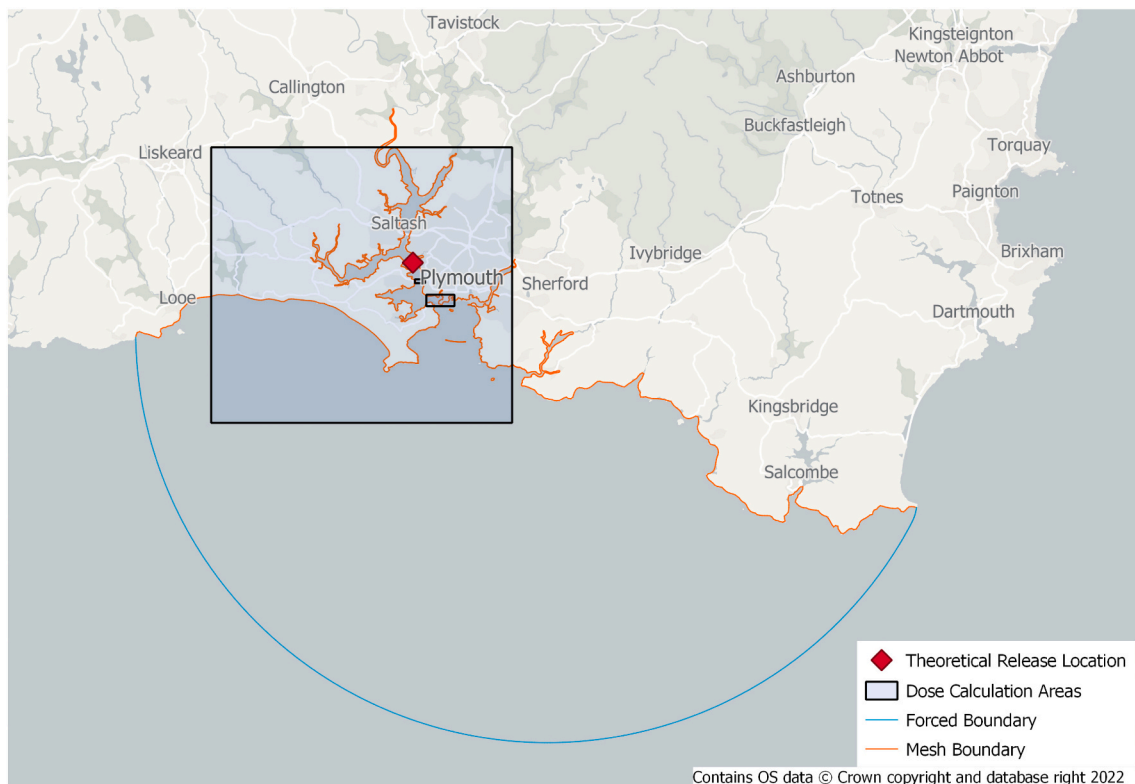 Tavistock
Kingsteignton
Newton Abbot
Ashburton
Callington
Buckfastleigh
Liskeard
Torquay
Totnes
Paignton
Saltash
Ivybridge
Brixham
Plymouth
Sherford
Looe
Dartmouth
Kingsbridge
Salcombe
Theoretical Release Location
Dose Calculation Areas
Forced Boundary
Mesh Boundary
Contains OS data © Crown copyright and database right 2022